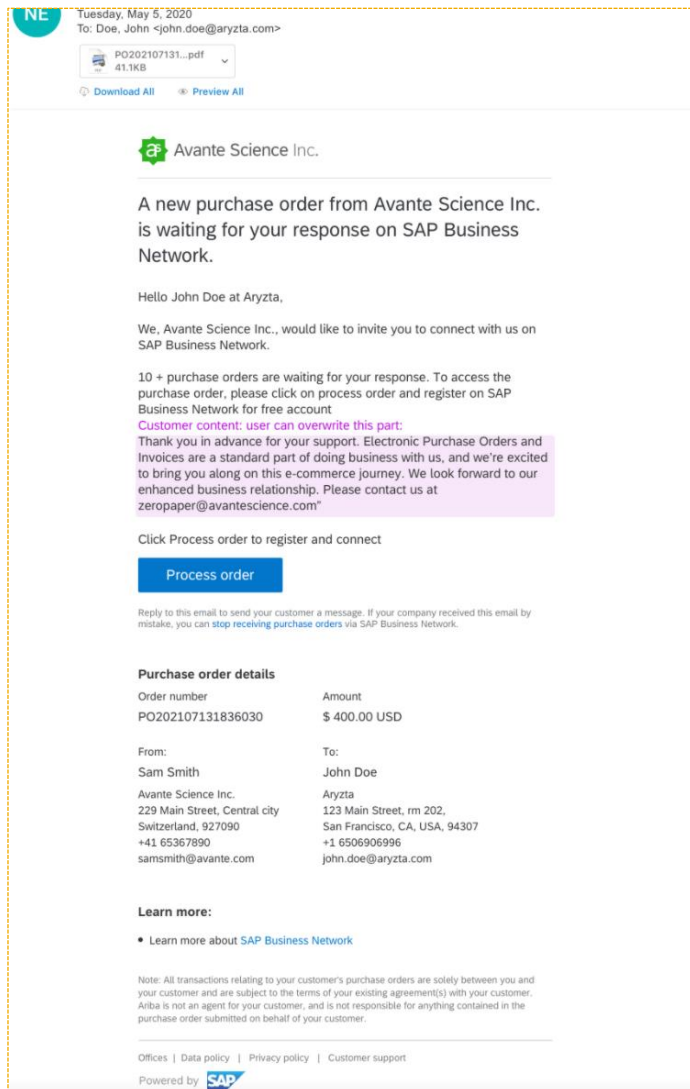 NE
Tuesday, May 5, 2020
To: Doe, John <john.doe@aryzta.com>
PO202107131...pdf
41.1KB
Download All Preview All
as Avante Science Inc.
A new purchase order from Avante Science Inc.
is waiting for your response on SAP Business
Network.
Hello John Doe at Aryzta,
We, Avante Science Inc., would like to invite you to connect with us on
SAP Business Network.
10 + purchase orders are waiting for your response. To access the
purchase order, please click on process order and register on SAP
Business Network for free account
Customer content: user can overwrite this part:
Thank you in advance for your support. Electronic Purchase Orders and
Invoices are a standard part of doing business with us, and we’re excited
to bring you along on this e-commerce journey. We look forward to our
enhanced business relationship. Please contact us at
zeropaper@avantescience.com"
Click Process order to register and connect
Process order
Reply to this email to send your customer a message. If your company received this email by
mistake, you can stop receiving purchase orders via SAP Business Network.
Purchase order details
Order number Amount
PO202107131836030 $ 400.00 USD
From: To:
Sam Smith John Doe
Avante Science Inc. Aryzta
229 Main Street, Central city 123 Main Street, rm 202,
Switzerland, 927090 San Francisco, CA, USA, 94307
+41 65367890 +1 6506906996
samsmith@avante.com john.doe@aryzta.com
Learn more:
• Learn more about SAP Business Network
Note: All transactions relating to your customer's purchase orders are solely between you and
your customer and are subject to the terms of your existing agreement(s) with your customer.
Ariba is not an agent for your customer, and is not responsible for anything contained in the
purchase order submitted on behalf of your customer.
Offices | Data policy | Privacy policy | Customer support
Powered by SAP